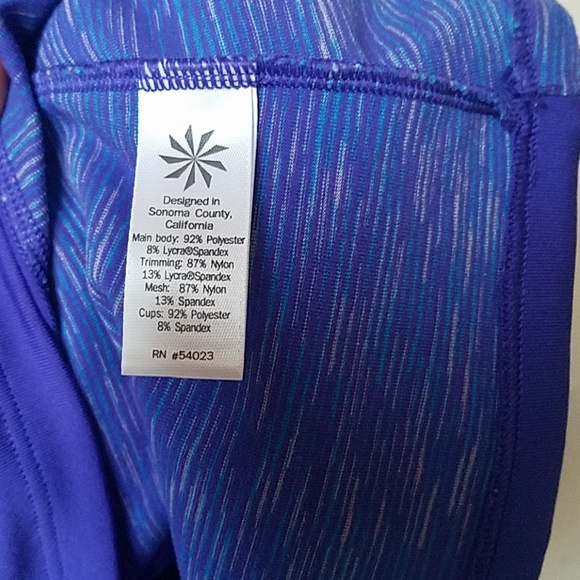 Designed in
Sonoma County,
California
Main body: 92% Polyester
8% Lycra®Spandex
Trimming: 87% Nylon
13% Lycra®Spandex
Mesh: 87% Nylon
13% Spandex
Cups: 92% Polyester
8% Spandex
RN #54023